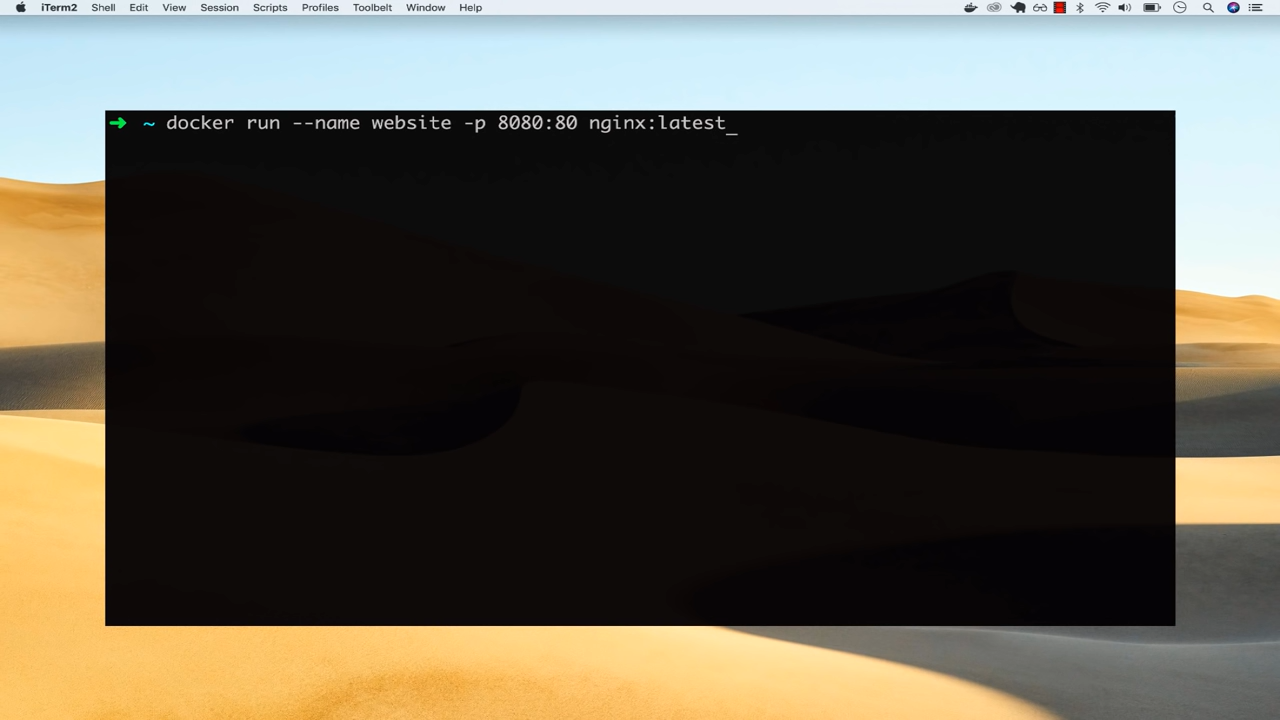 iTerm2 Shell Edit View Session Scripts Profiles Toolbelt Window Help
➜ ~ docker run --name website -p 8080:80 nginx:latest_